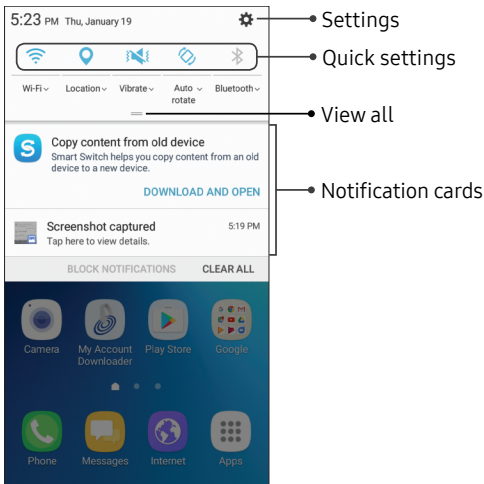 5:23 PM Thu, January 19
Settings
Quick settings
Wi-Fi Location Vibrate Auto rotate Bluetooth
View all
S Copy content from old device
Smart Switch helps you copy content from an old
device to a new device.
DOWNLOAD AND OPEN
Notification cards
Screenshot captured 5:19 PM
Tap here to view details.
BLOCK NOTIFICATIONS CLEAR ALL
Camera My Account Downloader Play Store Google
Phone Messages Internet Apps